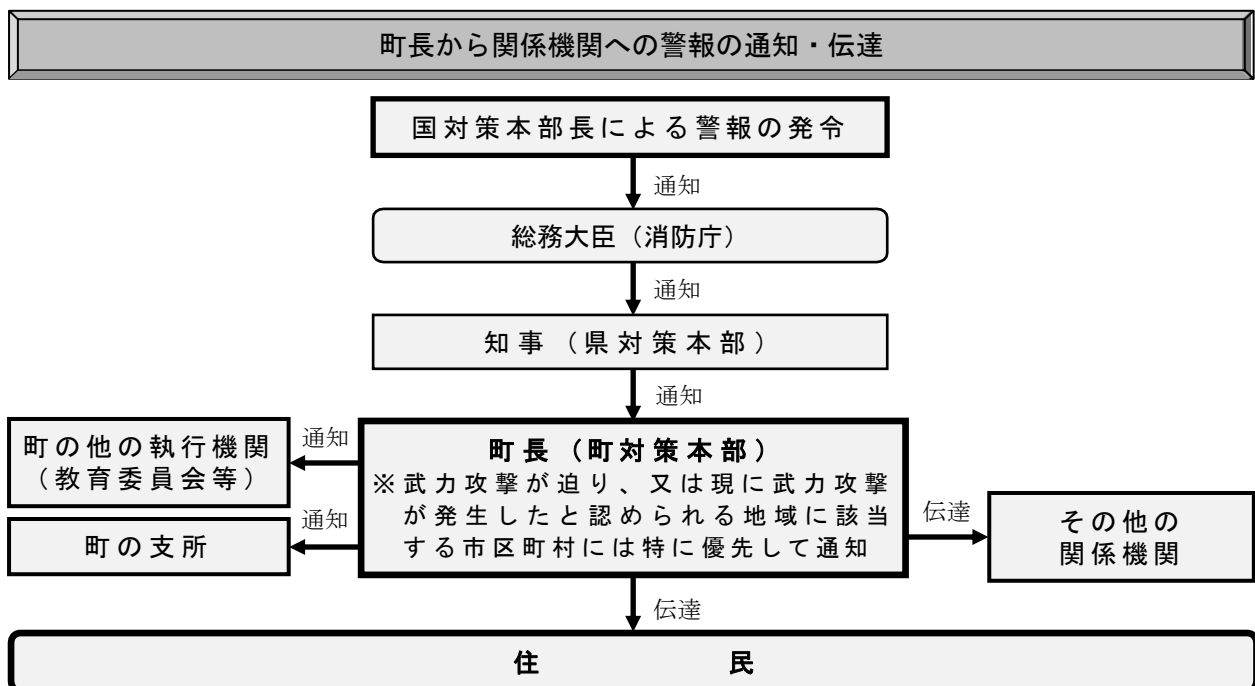 町長から関係機関への警報の通知・伝達
国対策本部長による警報の発令
通知
総務大臣（消防庁）
通知
知事（県対策本部）
通知
町の他の執行機関
（教育委員会等）
通知
町の支所
通知
町長（町対策本部）
※武力攻撃が迫り、又は現に武力攻撃
が発生したと認められる地域に該当
する市区町村には特に優先して通知
伝達
その他の
関係機関
伝達
住民